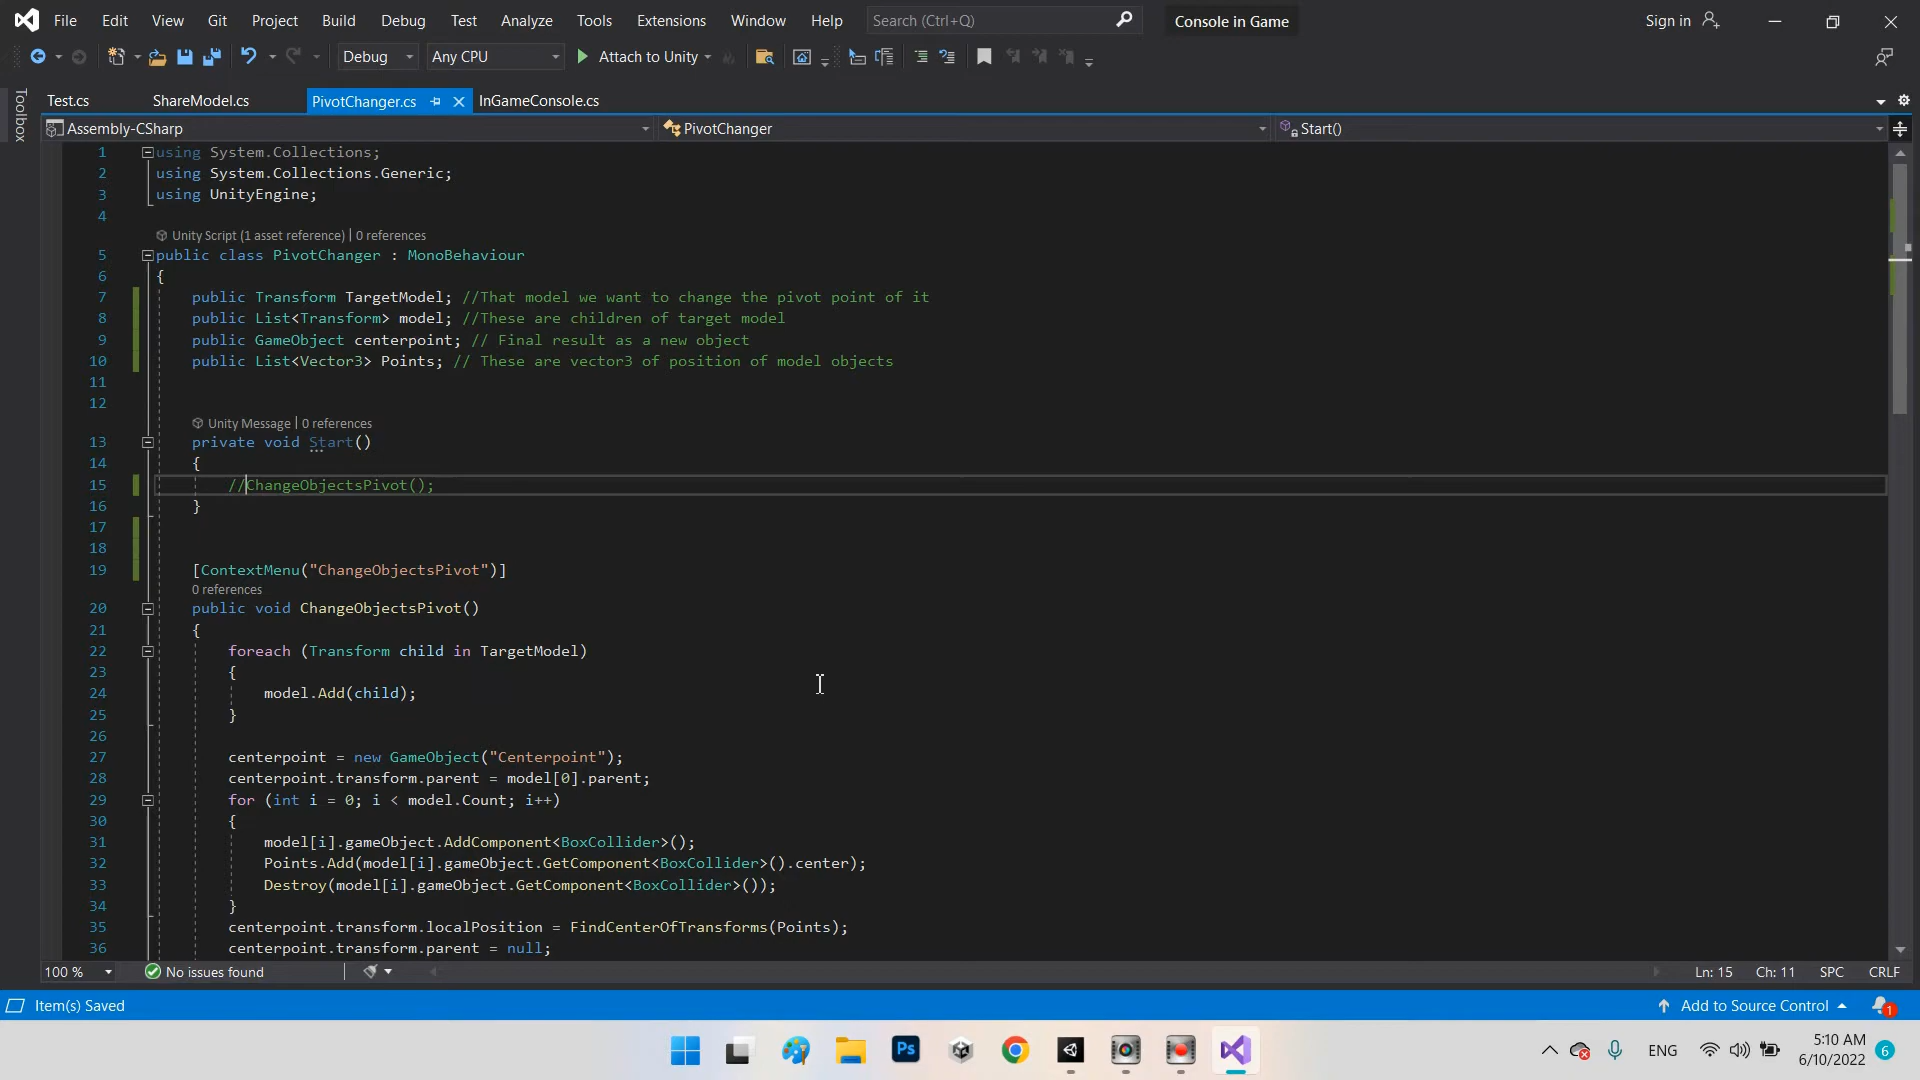 File Edit View Git Project Build Debug Test Analyze Tools Extensions Window Help Search (Ctrl+Q) Console in Game Sign in
Debug Any CPU Attach to Unity
Toolbox
Test.cs ShareModel.cs PivotChanger.cs InGameConsole.cs
Assembly-CSharp PivotChanger Start()
1 using System.Collections;
2 using System.Collections.Generic;
3 using UnityEngine;
4
Unity Script (1 asset reference) | 0 references
5 public class PivotChanger : MonoBehaviour
6 {
7 public Transform TargetModel; //That model we want to change the pivot point of it
8 public List<Transform> model; //These are children of target model
9 public GameObject centerpoint; // Final result as a new object
10 public List<Vector3> Points; // These are vector3 of position of model objects
11
12
Unity Message | 0 references
13 private void Start()
14 {
15 //ChangeObjectsPivot();
16 }
17
18
19 [ContextMenu("ChangeObjectsPivot")]
0 references
20 public void ChangeObjectsPivot()
21 {
22 foreach (Transform child in TargetModel)
23 {
24 model.Add(child);
25 }
26
27 centerpoint = new GameObject("Centerpoint");
28 centerpoint.transform.parent = model[0].parent;
29 for (int i = 0; i < model.Count; i++)
30 {
31 model[i].gameObject.AddComponent<BoxCollider>();
32 Points.Add(model[i].gameObject.GetComponent<BoxCollider>().center);
33 Destroy(model[i].gameObject.GetComponent<BoxCollider>());
34 }
35 centerpoint.transform.localPosition = FindCenterOfTransforms(Points);
36 centerpoint.transform.parent = null;
100 % No issues found Ln: 15 Ch: 11 SPC CRLF
Item(s) Saved Add to Source Control 1
Ps ENG 5:10 AM 6
6/10/2022